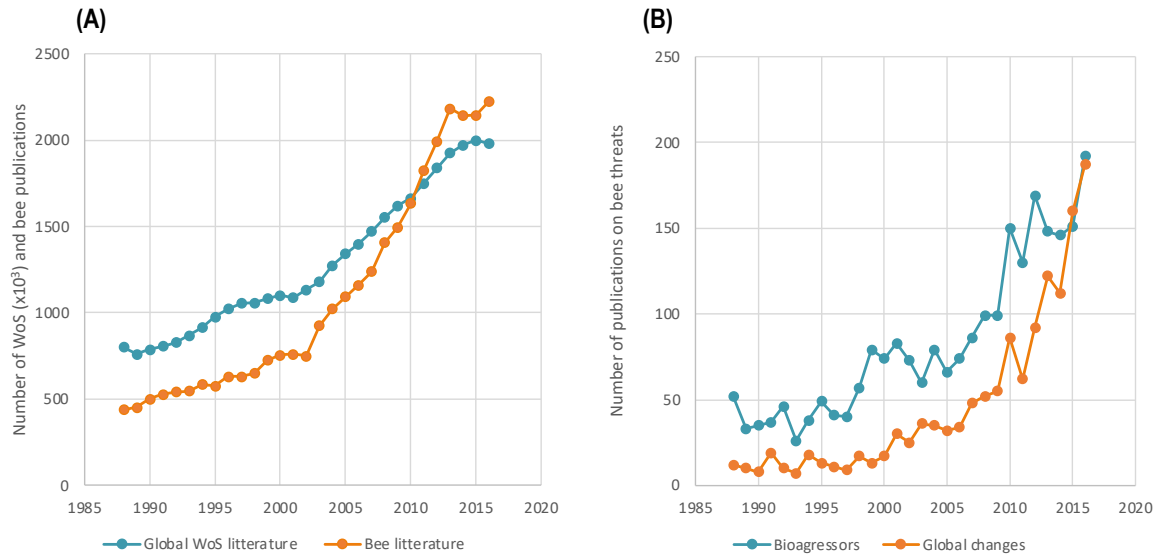 (A)
Number of WoS (x10³) and bee publications
2500
2000
1500
1000
500
0
1985 1990 1995 2000 2005 2010 2015 2020
Global WoS litterature Bee litterature
(B)
Number of publications on bee threats
250
200
150
100
50
0
1985 1990 1995 2000 2005 2010 2015 2020
Bioagressors Global changes